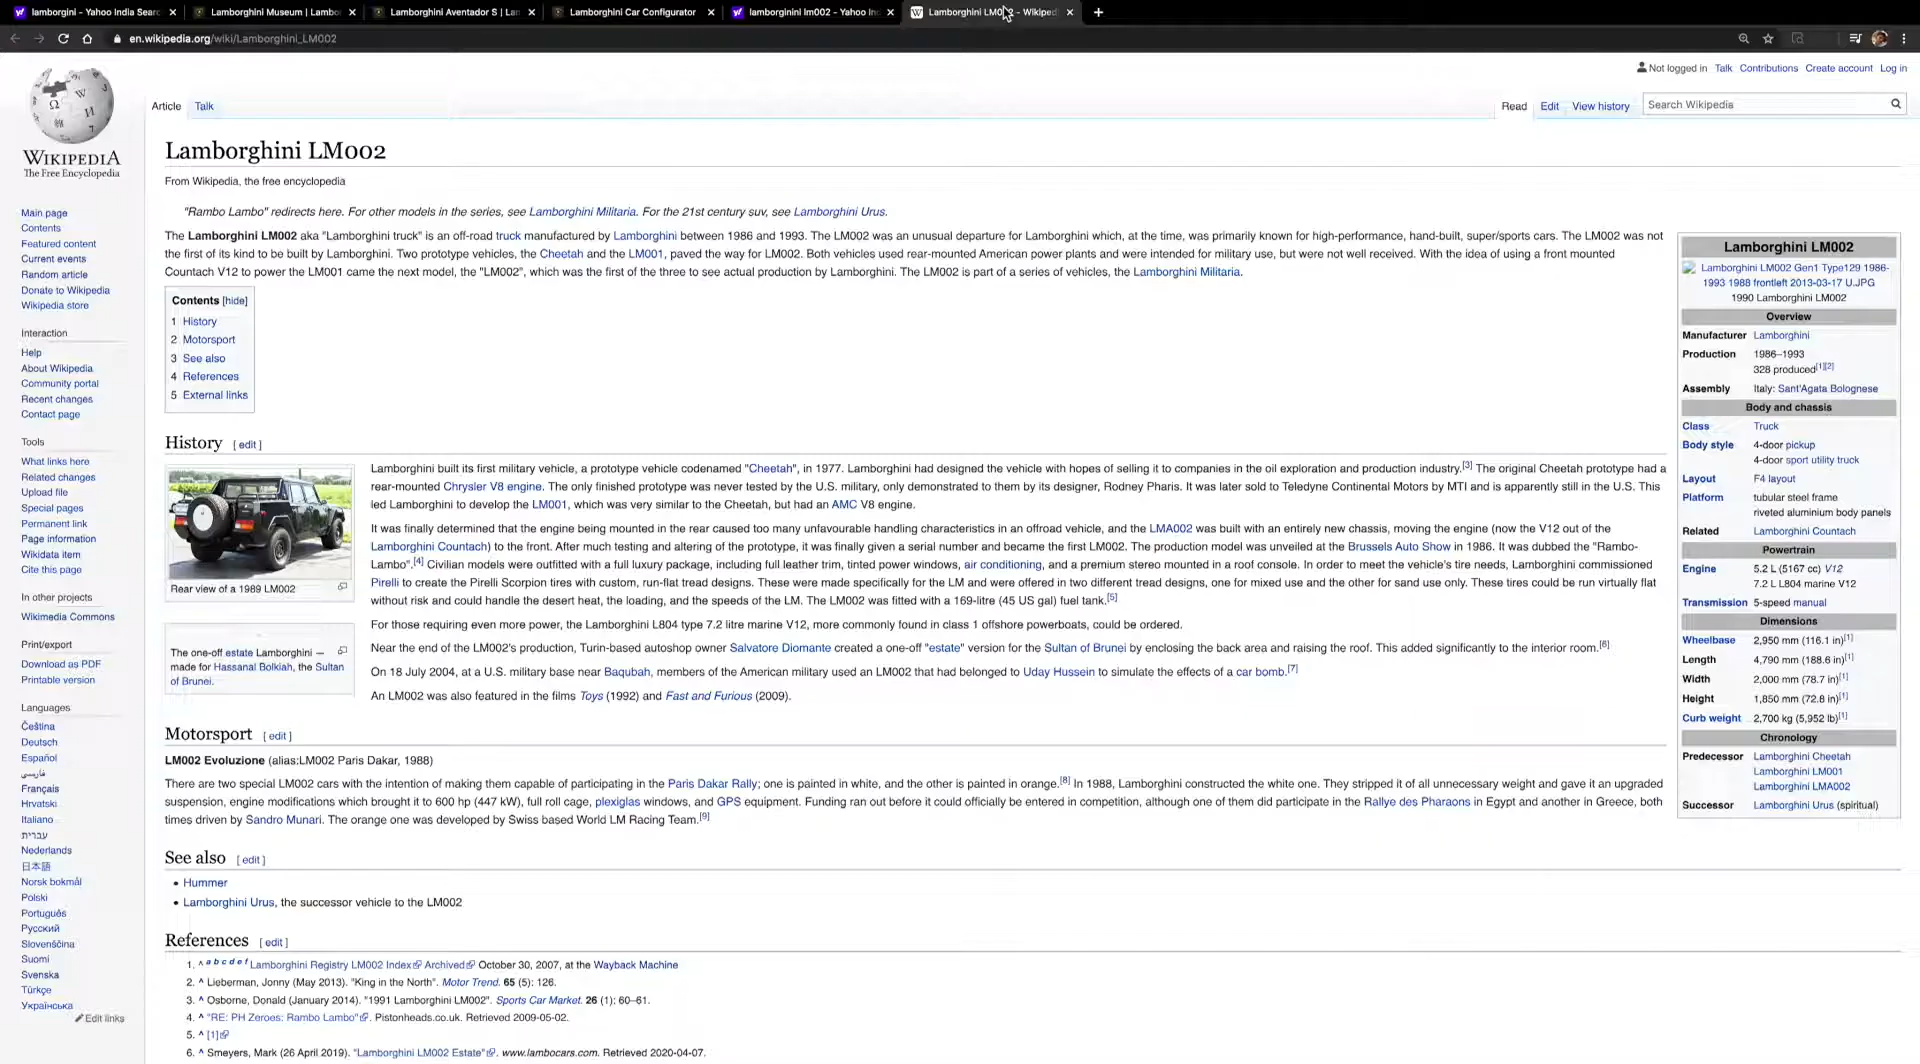 lamborghini - Yahoo India Sear
Lamborghini Museum | Lambo
Lamborghini Aventador S | Lan
Lamborghini Car Configurator
lamborginini lm002 - Yahoo In
Lamborghini LM002 - Wikiped
en.wikipedia.org/wiki/Lamborghini_LM002
Not logged in Talk Contributions Create account Log in
Article Talk
Read Edit View history
Search Wikipedia
WIKIPEDIA
The Free Encyclopedia
Main page
Contents
Featured content
Current events
Random article
Donate to Wikipedia
Wikipedia store
Interaction
Help
About Wikipedia
Community portal
Recent changes
Contact page
Tools
What links here
Related changes
Upload file
Special pages
Permanent link
Page information
Wikidata item
Cite this page
In other projects
Wikimedia Commons
Print/export
Download as PDF
Printable version
Languages
Čeština
Deutsch
Español
فارسی
Français
Hrvatski
Italiano
עברית
Nederlands
日本語
Norsk bokmål
Polski
Português
Русский
Slovenščina
Suomi
Svenska
Türkçe
Українська
Edit links
Lamborghini LM002
From Wikipedia, the free encyclopedia
"Rambo Lambo" redirects here. For other models in the series, see Lamborghini Militaria. For the 21st century suv, see Lamborghini Urus.
The Lamborghini LM002 aka "Lamborghini truck" is an off-road truck manufactured by Lamborghini between 1986 and 1993. The LM002 was an unusual departure for Lamborghini which, at the time, was primarily known for high-performance, hand-built, super/sports cars. The LM002 was not
the first of its kind to be built by Lamborghini. Two prototype vehicles, the Cheetah and the LM001, paved the way for LM002. Both vehicles used rear-mounted American power plants and were intended for military use, but were not well received. With the idea of using a front mounted
Countach V12 to power the LM001 came the next model, the "LM002", which was the first of the three to see actual production by Lamborghini. The LM002 is part of a series of vehicles, the Lamborghini Militaria.
Contents [hide]
1 History
2 Motorsport
3 See also
4 References
5 External links
History [ edit ]
Rear view of a 1989 LM002
The one-off estate Lamborghini —
made for Hassanal Bolkiah, the Sultan
of Brunei.
Lamborghini built its first military vehicle, a prototype vehicle codenamed "Cheetah", in 1977. Lamborghini had designed the vehicle with hopes of selling it to companies in the oil exploration and production industry.[3] The original Cheetah prototype had a
rear-mounted Chrysler V8 engine. The only finished prototype was never tested by the U.S. military, only demonstrated to them by its designer, Rodney Pharis. It was later sold to Teledyne Continental Motors by MTI and is apparently still in the U.S. This
led Lamborghini to develop the LM001, which was very similar to the Cheetah, but had an AMC V8 engine.
It was finally determined that the engine being mounted in the rear caused too many unfavourable handling characteristics in an offroad vehicle, and the LMA002 was built with an entirely new chassis, moving the engine (now the V12 out of the
Lamborghini Countach) to the front. After much testing and altering of the prototype, it was finally given a serial number and became the first LM002. The production model was unveiled at the Brussels Auto Show in 1986. It was dubbed the "Rambo-
Lambo".[4] Civilian models were outfitted with a full luxury package, including full leather trim, tinted power windows, air conditioning, and a premium stereo mounted in a roof console. In order to meet the vehicle's tire needs, Lamborghini commissioned
Pirelli to create the Pirelli Scorpion tires with custom, run-flat tread designs. These were made specifically for the LM and were offered in two different tread designs, one for mixed use and the other for sand use only. These tires could be run virtually flat
without risk and could handle the desert heat, the loading, and the speeds of the LM. The LM002 was fitted with a 169-litre (45 US gal) fuel tank.[5]
For those requiring even more power, the Lamborghini L804 type 7.2 litre marine V12, more commonly found in class 1 offshore powerboats, could be ordered.
Near the end of the LM002's production, Turin-based autoshop owner Salvatore Diomante created a one-off "estate" version for the Sultan of Brunei by enclosing the back area and raising the roof. This added significantly to the interior room.[6]
On 18 July 2004, at a U.S. military base near Baqubah, members of the American military used an LM002 that had belonged to Uday Hussein to simulate the effects of a car bomb.[7]
An LM002 was also featured in the films Toys (1992) and Fast and Furious (2009).
Motorsport [ edit ]
LM002 Evoluzione (alias:LM002 Paris Dakar, 1988)
There are two special LM002 cars with the intention of making them capable of participating in the Paris Dakar Rally; one is painted in white, and the other is painted in orange.[8] In 1988, Lamborghini constructed the white one. They stripped it of all unnecessary weight and gave it an upgraded
suspension, engine modifications which brought it to 600 hp (447 kW), full roll cage, plexiglas windows, and GPS equipment. Funding ran out before it could officially be entered in competition, although one of them did participate in the Rallye des Pharaons in Egypt and another in Greece, both
times driven by Sandro Munari. The orange one was developed by Swiss based World LM Racing Team.[9]
See also [ edit ]
• Hummer
• Lamborghini Urus, the successor vehicle to the LM002
References [ edit ]
1. ^ a b c d e f Lamborghini Registry LM002 Index Archived October 30, 2007, at the Wayback Machine
2. ^ Lieberman, Jonny (May 2013). "King in the North". Motor Trend. 65 (5): 126.
3. ^ Osborne, Donald (January 2014). "1991 Lamborghini LM002". Sports Car Market. 26 (1): 60–61.
4. ^ "RE: PH Zeroes: Rambo Lambo". Pistonheads.co.uk. Retrieved 2009-05-02.
5. ^ [1]
6. ^ Smeyers, Mark (26 April 2019). "Lamborghini LM002 Estate". www.lambocars.com. Retrieved 2020-04-07.
Lamborghini LM002
Lamborghini LM002 Gen1 Type129 1986-
1993 1988 frontleft 2013-03-17 U.JPG
1990 Lamborghini LM002
Overview
Manufacturer Lamborghini
Production 1986–1993
328 produced[1][2]
Assembly Italy: Sant'Agata Bolognese
Body and chassis
Class Truck
Body style 4-door pickup
4-door sport utility truck
Layout F4 layout
Platform tubular steel frame
riveted aluminium body panels
Related Lamborghini Countach
Powertrain
Engine 5.2 L (5167 cc) V12
7.2 L L804 marine V12
Transmission 5-speed manual
Dimensions
Wheelbase 2,950 mm (116.1 in)[1]
Length 4,790 mm (188.6 in)[1]
Width 2,000 mm (78.7 in)[1]
Height 1,850 mm (72.8 in)[1]
Curb weight 2,700 kg (5,952 lb)[1]
Chronology
Predecessor Lamborghini Cheetah
Lamborghini LM001
Lamborghini LMA002
Successor Lamborghini Urus (spiritual)